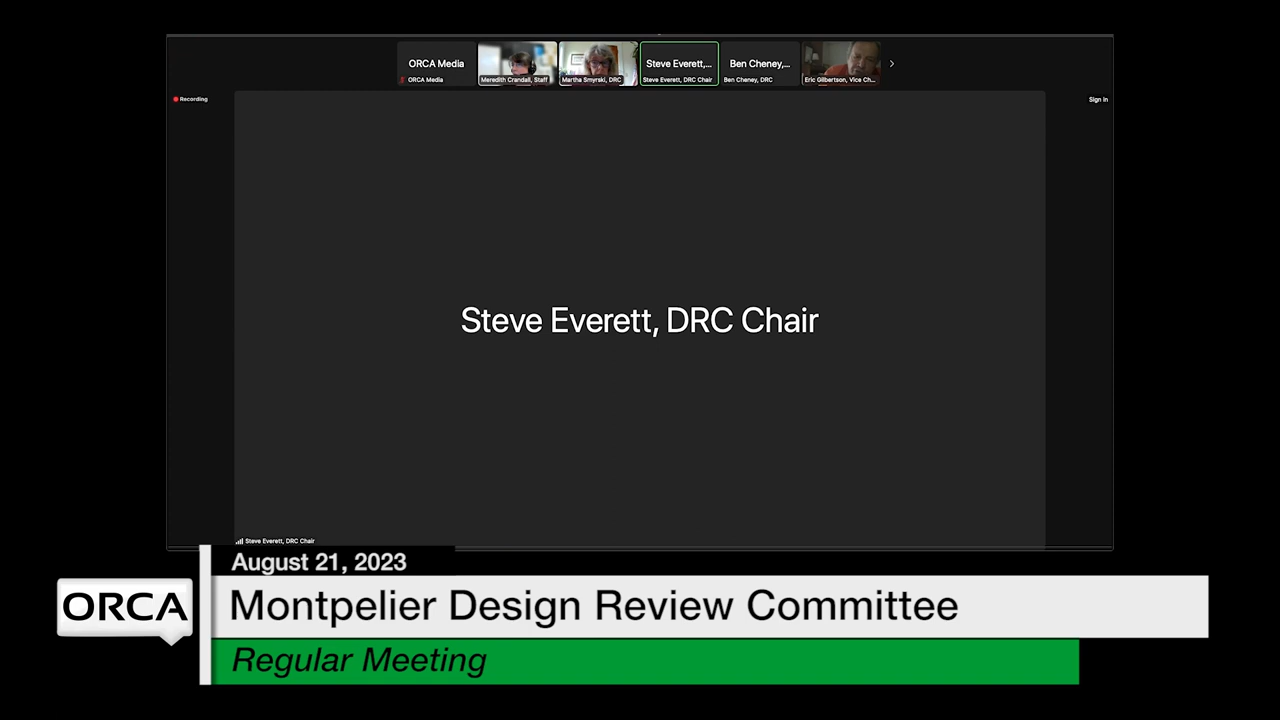 ORCA Media
Steve Everett,...
Ben Cheney,...
ORCA Media
Meredith Crandall, Staff
Martha Smyrski, DRC
Steve Everett, DRC Chair
Ben Cheney, DRC
Eric Gilbertson, Vice Ch...
Recording
Sign in
Steve Everett, DRC Chair
Steve Everett, DRC Chair
August 21, 2023
ORCA
Montpelier Design Review Committee
Regular Meeting